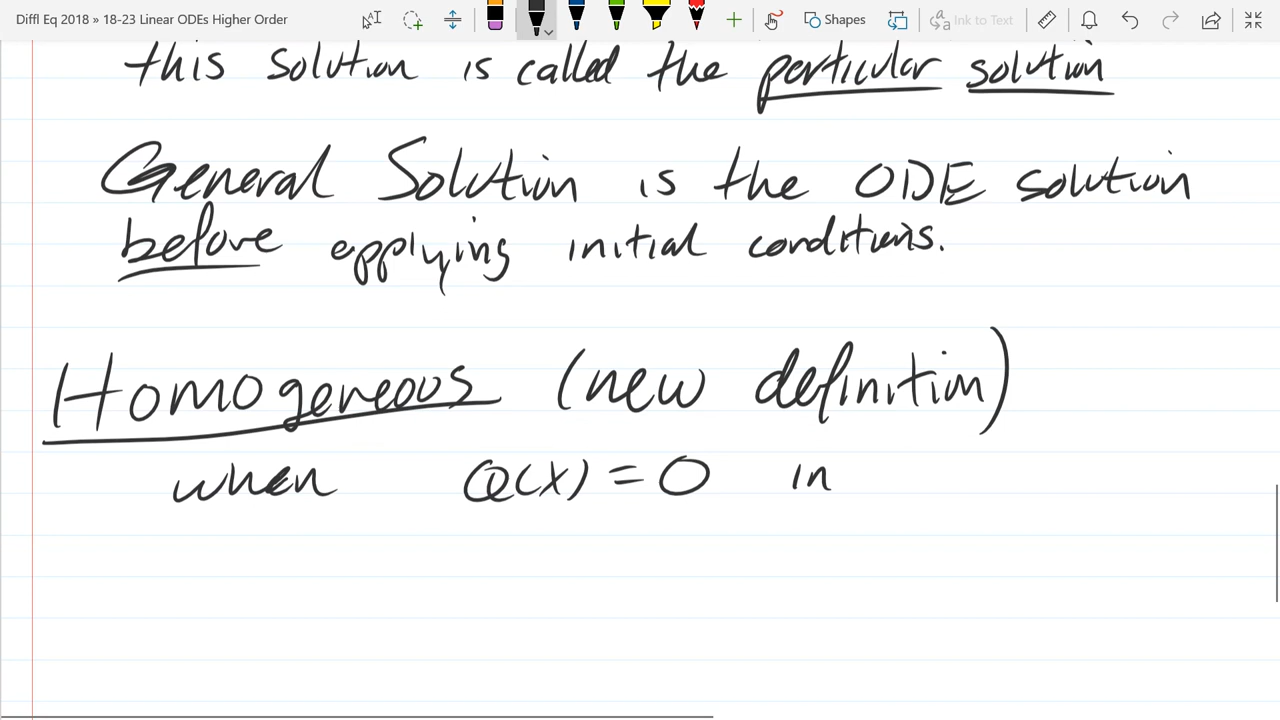 Diffl Eq 2018 » 18-23 Linear ODEs Higher Order
Shapes
Ink to Text
this solution is called the particular solution
General Solution is the ODE solution
before applying initial conditions.
Homogeneous (new definition)
when Q(x) = 0 in